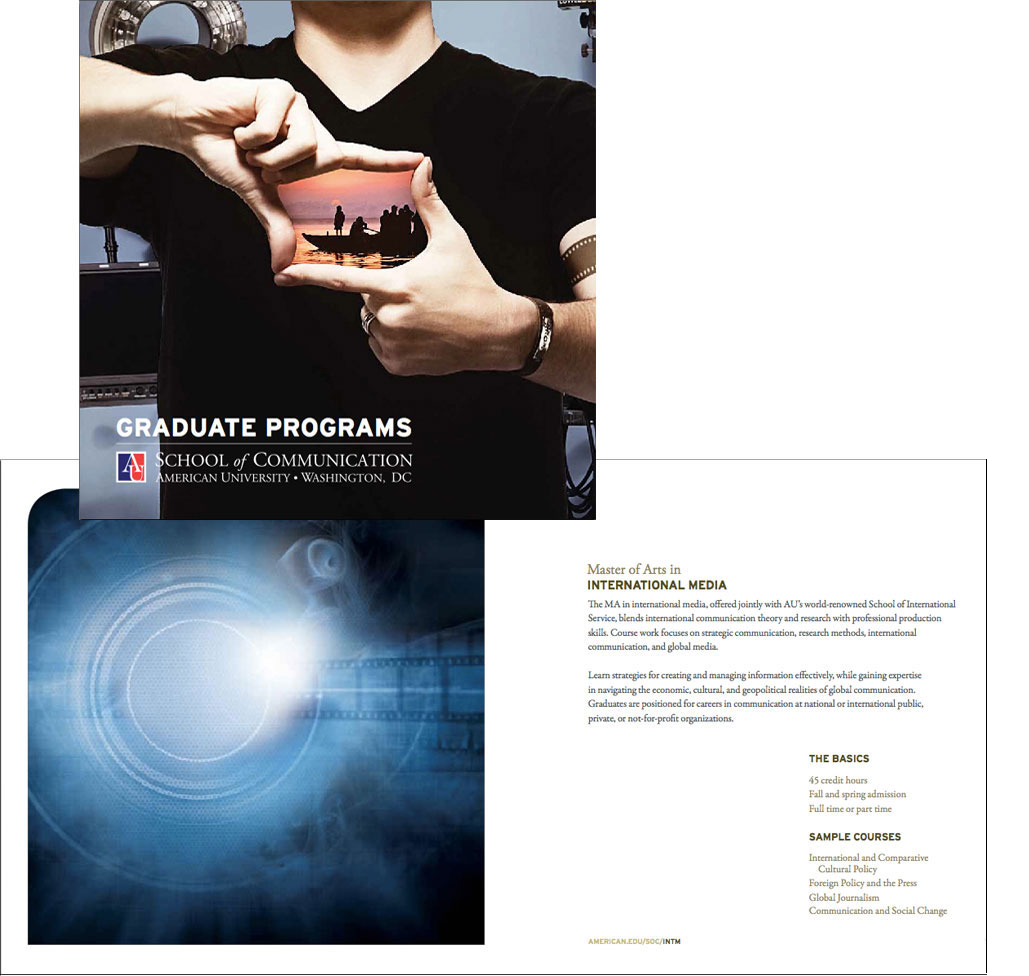 GRADUATE PROGRAMS
AU
SCHOOL of COMMUNICATION
AMERICAN UNIVERSITY • WASHINGTON, DC
Master of Arts in
INTERNATIONAL MEDIA
The MA in international media, offered jointly with AU's world-renowned School of International
Service, blends international communication theory and research with professional production
skills. Course work focuses on strategic communication, research methods, international
communication, and global media.
Learn strategies for creating and managing information effectively, while gaining expertise
in navigating the economic, cultural, and geopolitical realities of global communication.
Graduates are positioned for careers in communication at national or international public,
private, or not-for-profit organizations.
THE BASICS
45 credit hours
Fall and spring admission
Full time or part time
SAMPLE COURSES
International and Comparative
Cultural Policy
Foreign Policy and the Press
Global Journalism
Communication and Social Change
AMERICAN.EDU/SOC/INTM